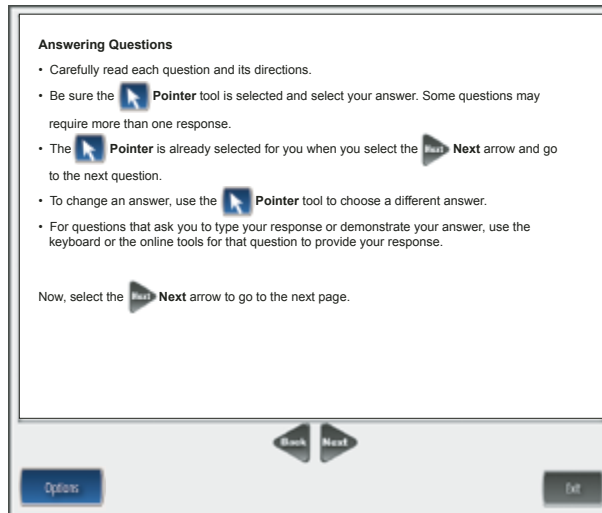 Answering Questions
• Carefully read each question and its directions.
• Be sure the Pointer tool is selected and select your answer. Some questions may
require more than one response.
• The Pointer is already selected for you when you select the Next Next arrow and go
to the next question.
• To change an answer, use the Pointer tool to choose a different answer.
• For questions that ask you to type your response or demonstrate your answer, use the
keyboard or the online tools for that question to provide your response.
Now, select the Next Next arrow to go to the next page.
Back Next
Options Exit